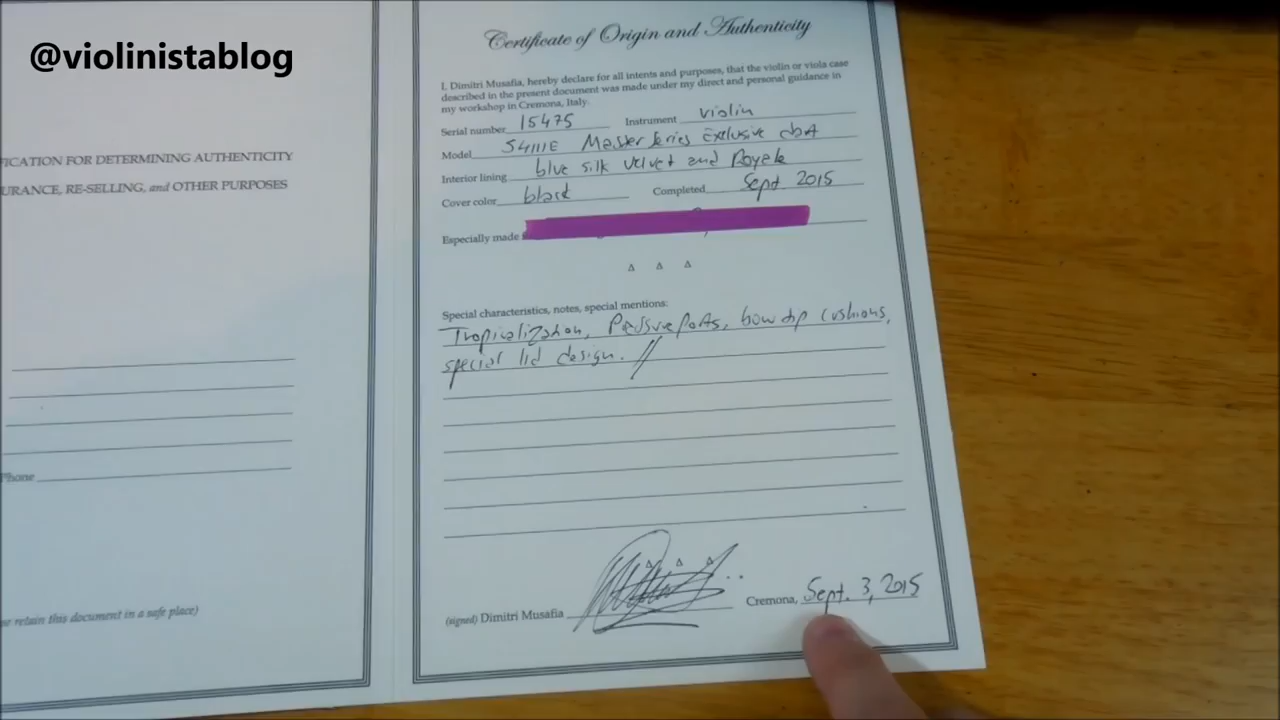 @violinistablog
FICATION FOR DETERMINING AUTHENTICITY
URANCE, RE-SELLING, and OTHER PURPOSES
Phone
se retain this document in a safe place)
Certificate of Origin and Authenticity
I, Dimitri Musafia, hereby declare for all intents and purposes, that the violin or viola case
described in the present document was made under my direct and personal guidance in
my workshop in Cremona, Italy.
Serial number 15475 Instrument violin
Model S4111E Master Series Exclusive
Interior lining blue silk velvet and Royale
Cover color black Completed Sept 2015
Especially made
Special characteristics, notes, special mentions:
Tropicalization, bow tip cushions,
special lid design. //
(signed) Dimitri Musafia Cremona, Sept. 3, 2015